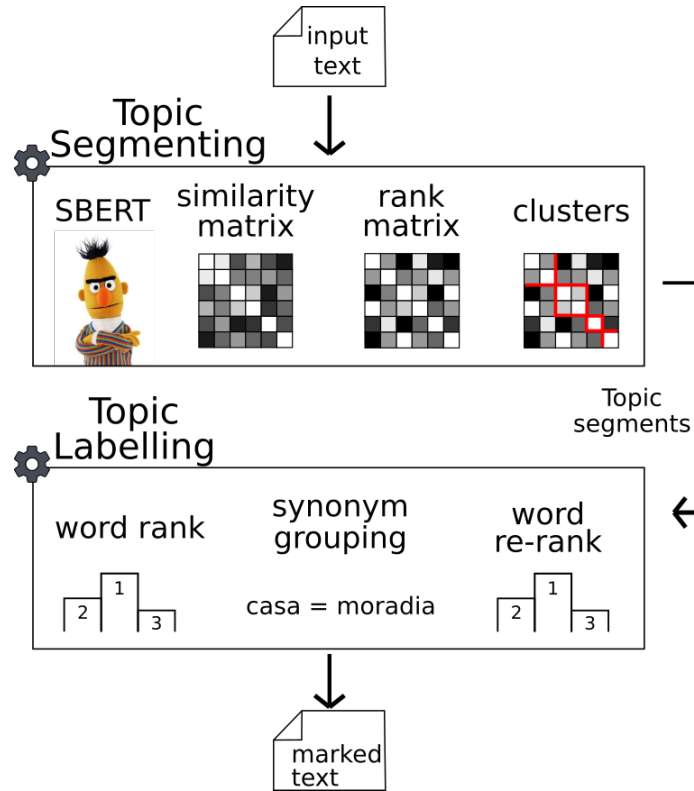 input
text
Topic
Segmenting
SBERT
similarity
matrix
rank
matrix
clusters
Topic
segments
Topic
Labelling
word rank
synonym
grouping
word
re-rank
1
2
3
casa = moradia
1
2
3
marked
text